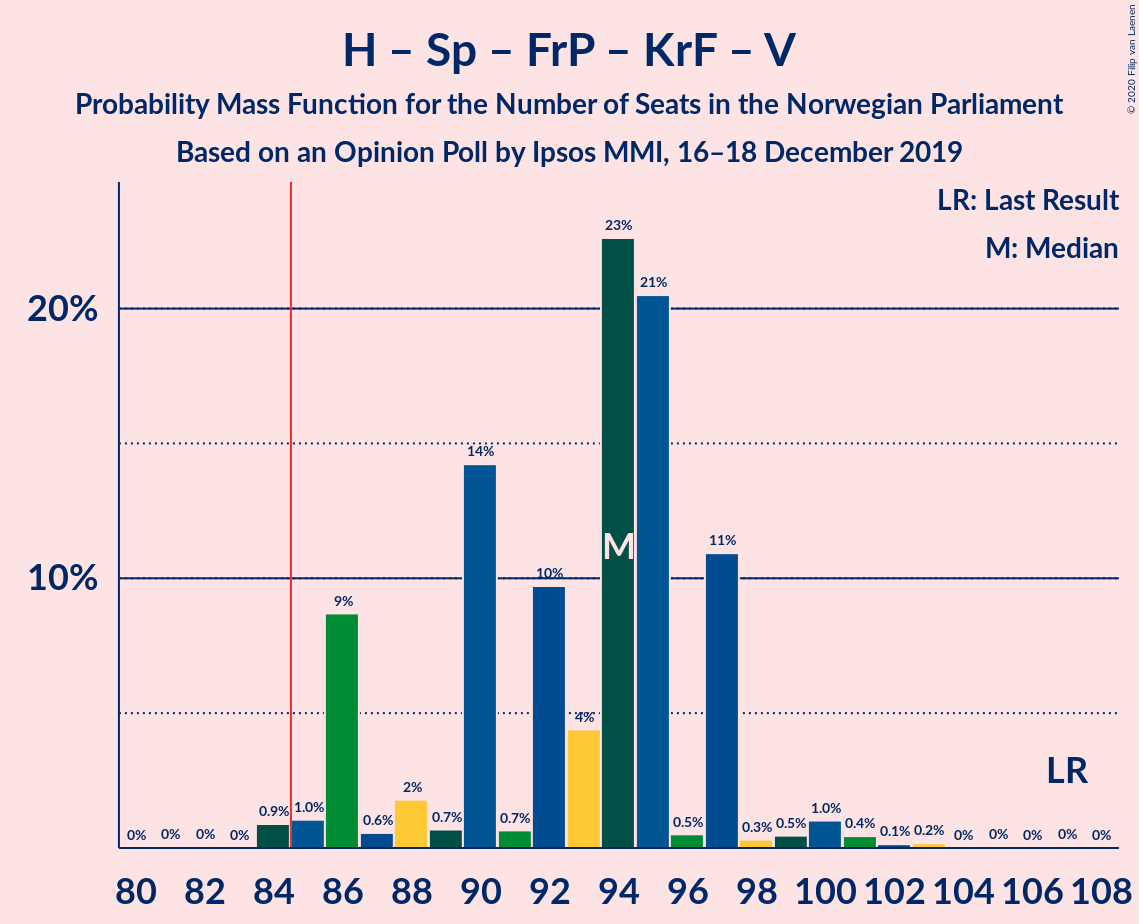 H – Sp – FrP – KrF – V
Probability Mass Function for the Number of Seats in the Norwegian Parliament
Based on an Opinion Poll by Ipsos MMI, 16–18 December 2019
© 2020 Filip van Laenen
LR: Last Result
M: Median
20%
10%
0% 0% 0% 0% 0.9% 1.0% 9% 0.6% 2% 0.7% 14% 0.7% 10% 4% 23% 21% 0.5% 11% 0.3% 0.5% 1.0% 0.4% 0.1% 0.2% 0% 0% 0% 0% 0%
M
LR
80 82 84 86 88 90 92 94 96 98 100 102 104 106 108